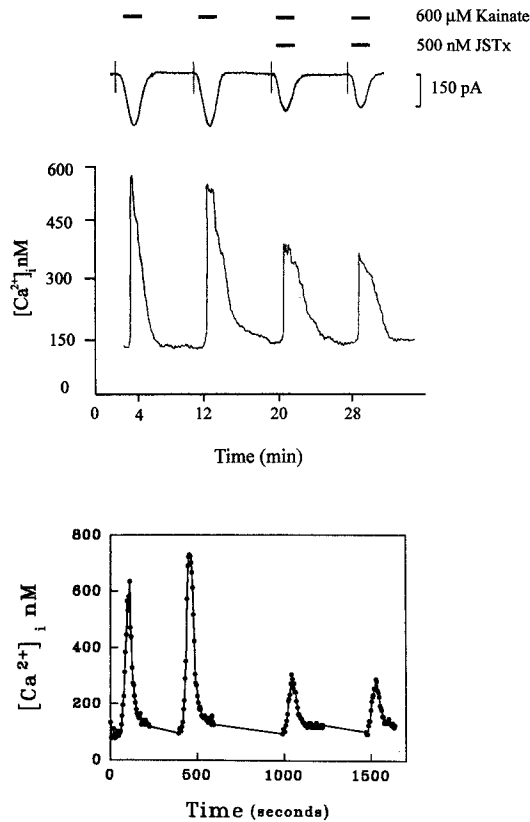 600 μM Kainate
500 nM JSTx
150 pA
600
450
300
150
0
[Ca²⁺]ᵢ nM
0 4 12 20 28
Time (min)
800
600
400
200
0
[Ca²⁺]ᵢ nM
0 500 1000 1500
Time (seconds)